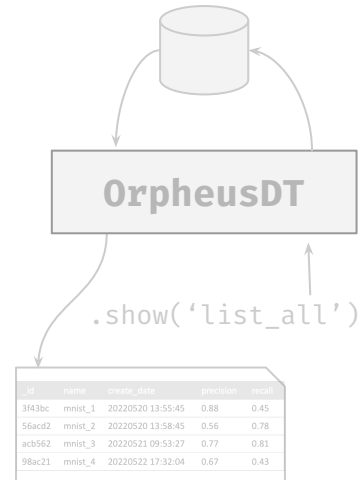 OrpheusDT
.show(‘list_all’)
_id name create_date precision recall
3f43bc mnist_1 20220520 13:55:45 0.88 0.45
56acd2 mnist_2 20220520 13:58:45 0.56 0.78
acb562 mnist_3 20220521 09:53:27 0.77 0.81
98ac21 mnist_4 20220522 17:32:04 0.67 0.43